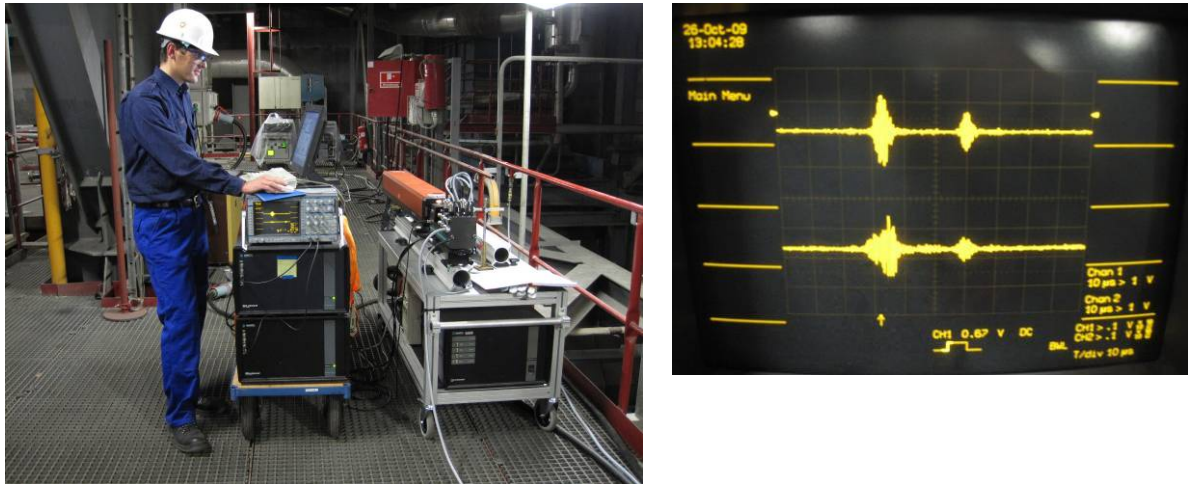 26-Oct-09
13:04:28
Main Menu
Chan 1
10 µs > 1 V
Chan 2
10 µs > 1 V
CH1 0.67 V DC
CH1 > .1 V
CH2 > .1 V
BWL
T/div 10 µs